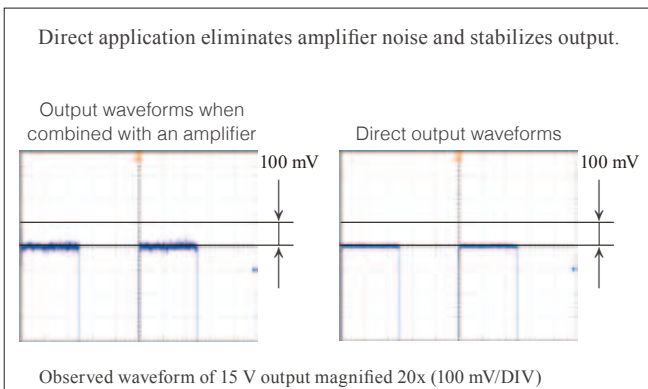 Direct application eliminates amplifier noise and stabilizes output.
Output waveforms when
combined with an amplifier
Direct output waveforms
100 mV
100 mV
Observed waveform of 15 V output magnified 20x (100 mV/DIV)